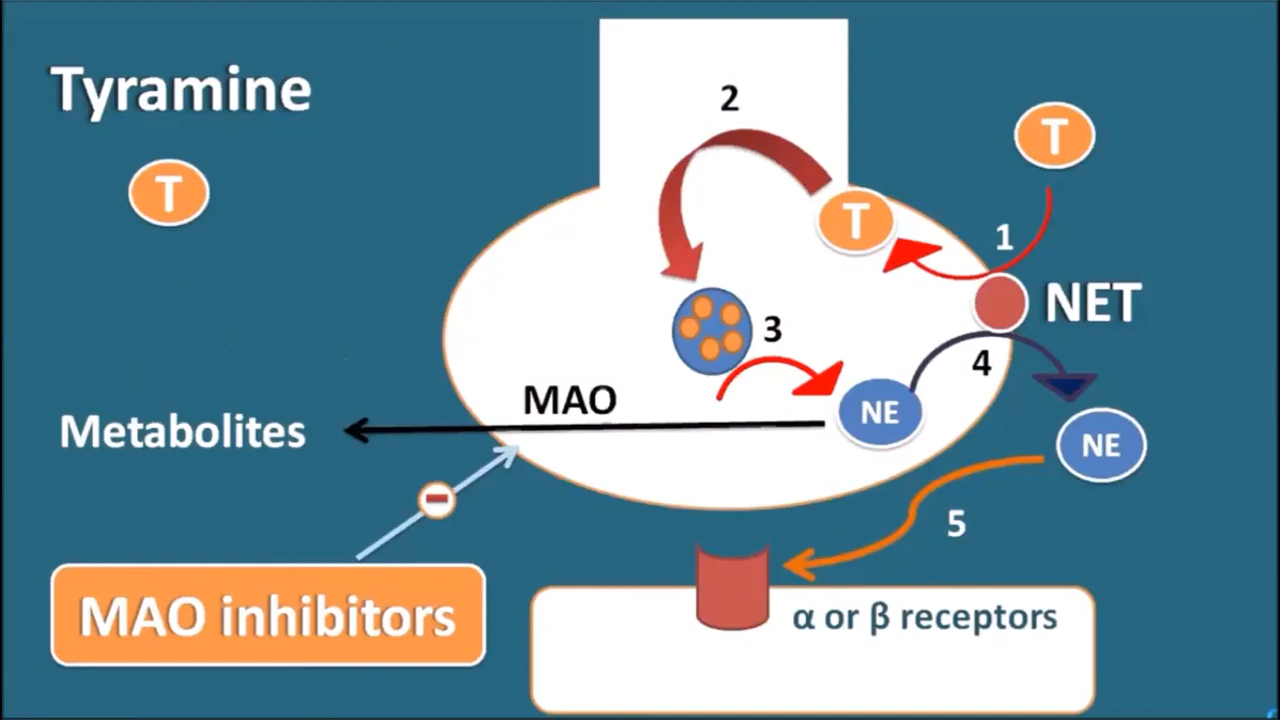 Tyramine
T
2
T
T
1
NET
3
4
MAO
NE
NE
Metabolites
5
MAO inhibitors
α or β receptors